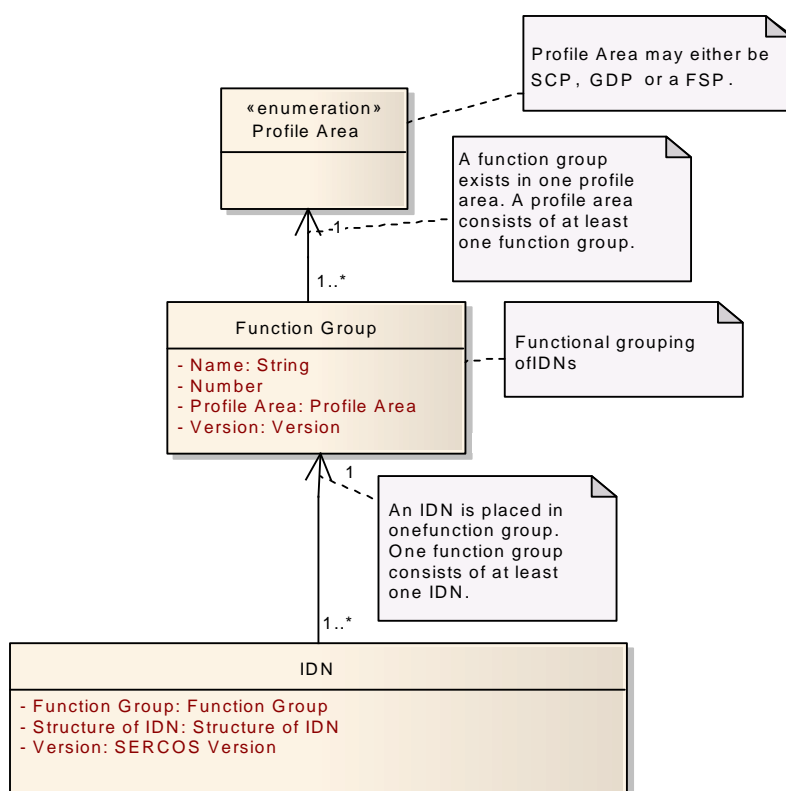 Profile Area may either be
SCP, GDP or a FSP.
«enumeration»
Profile Area
A function group
exists in one profile
area. A profile area
consists of at least
one function group.
1
1..*
Function Group
- Name: String
- Number
- Profile Area: Profile Area
- Version: Version
Functional grouping
ofIDNs
1
An IDN is placed in
onefunction group.
One function group
consists of at least
one IDN.
1..*
IDN
- Function Group: Function Group
- Structure of IDN: Structure of IDN
- Version: SERCOS Version